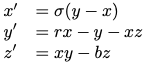 x′ = σ(y − x)
y′ = rx − y − xz
z′ = xy − bz